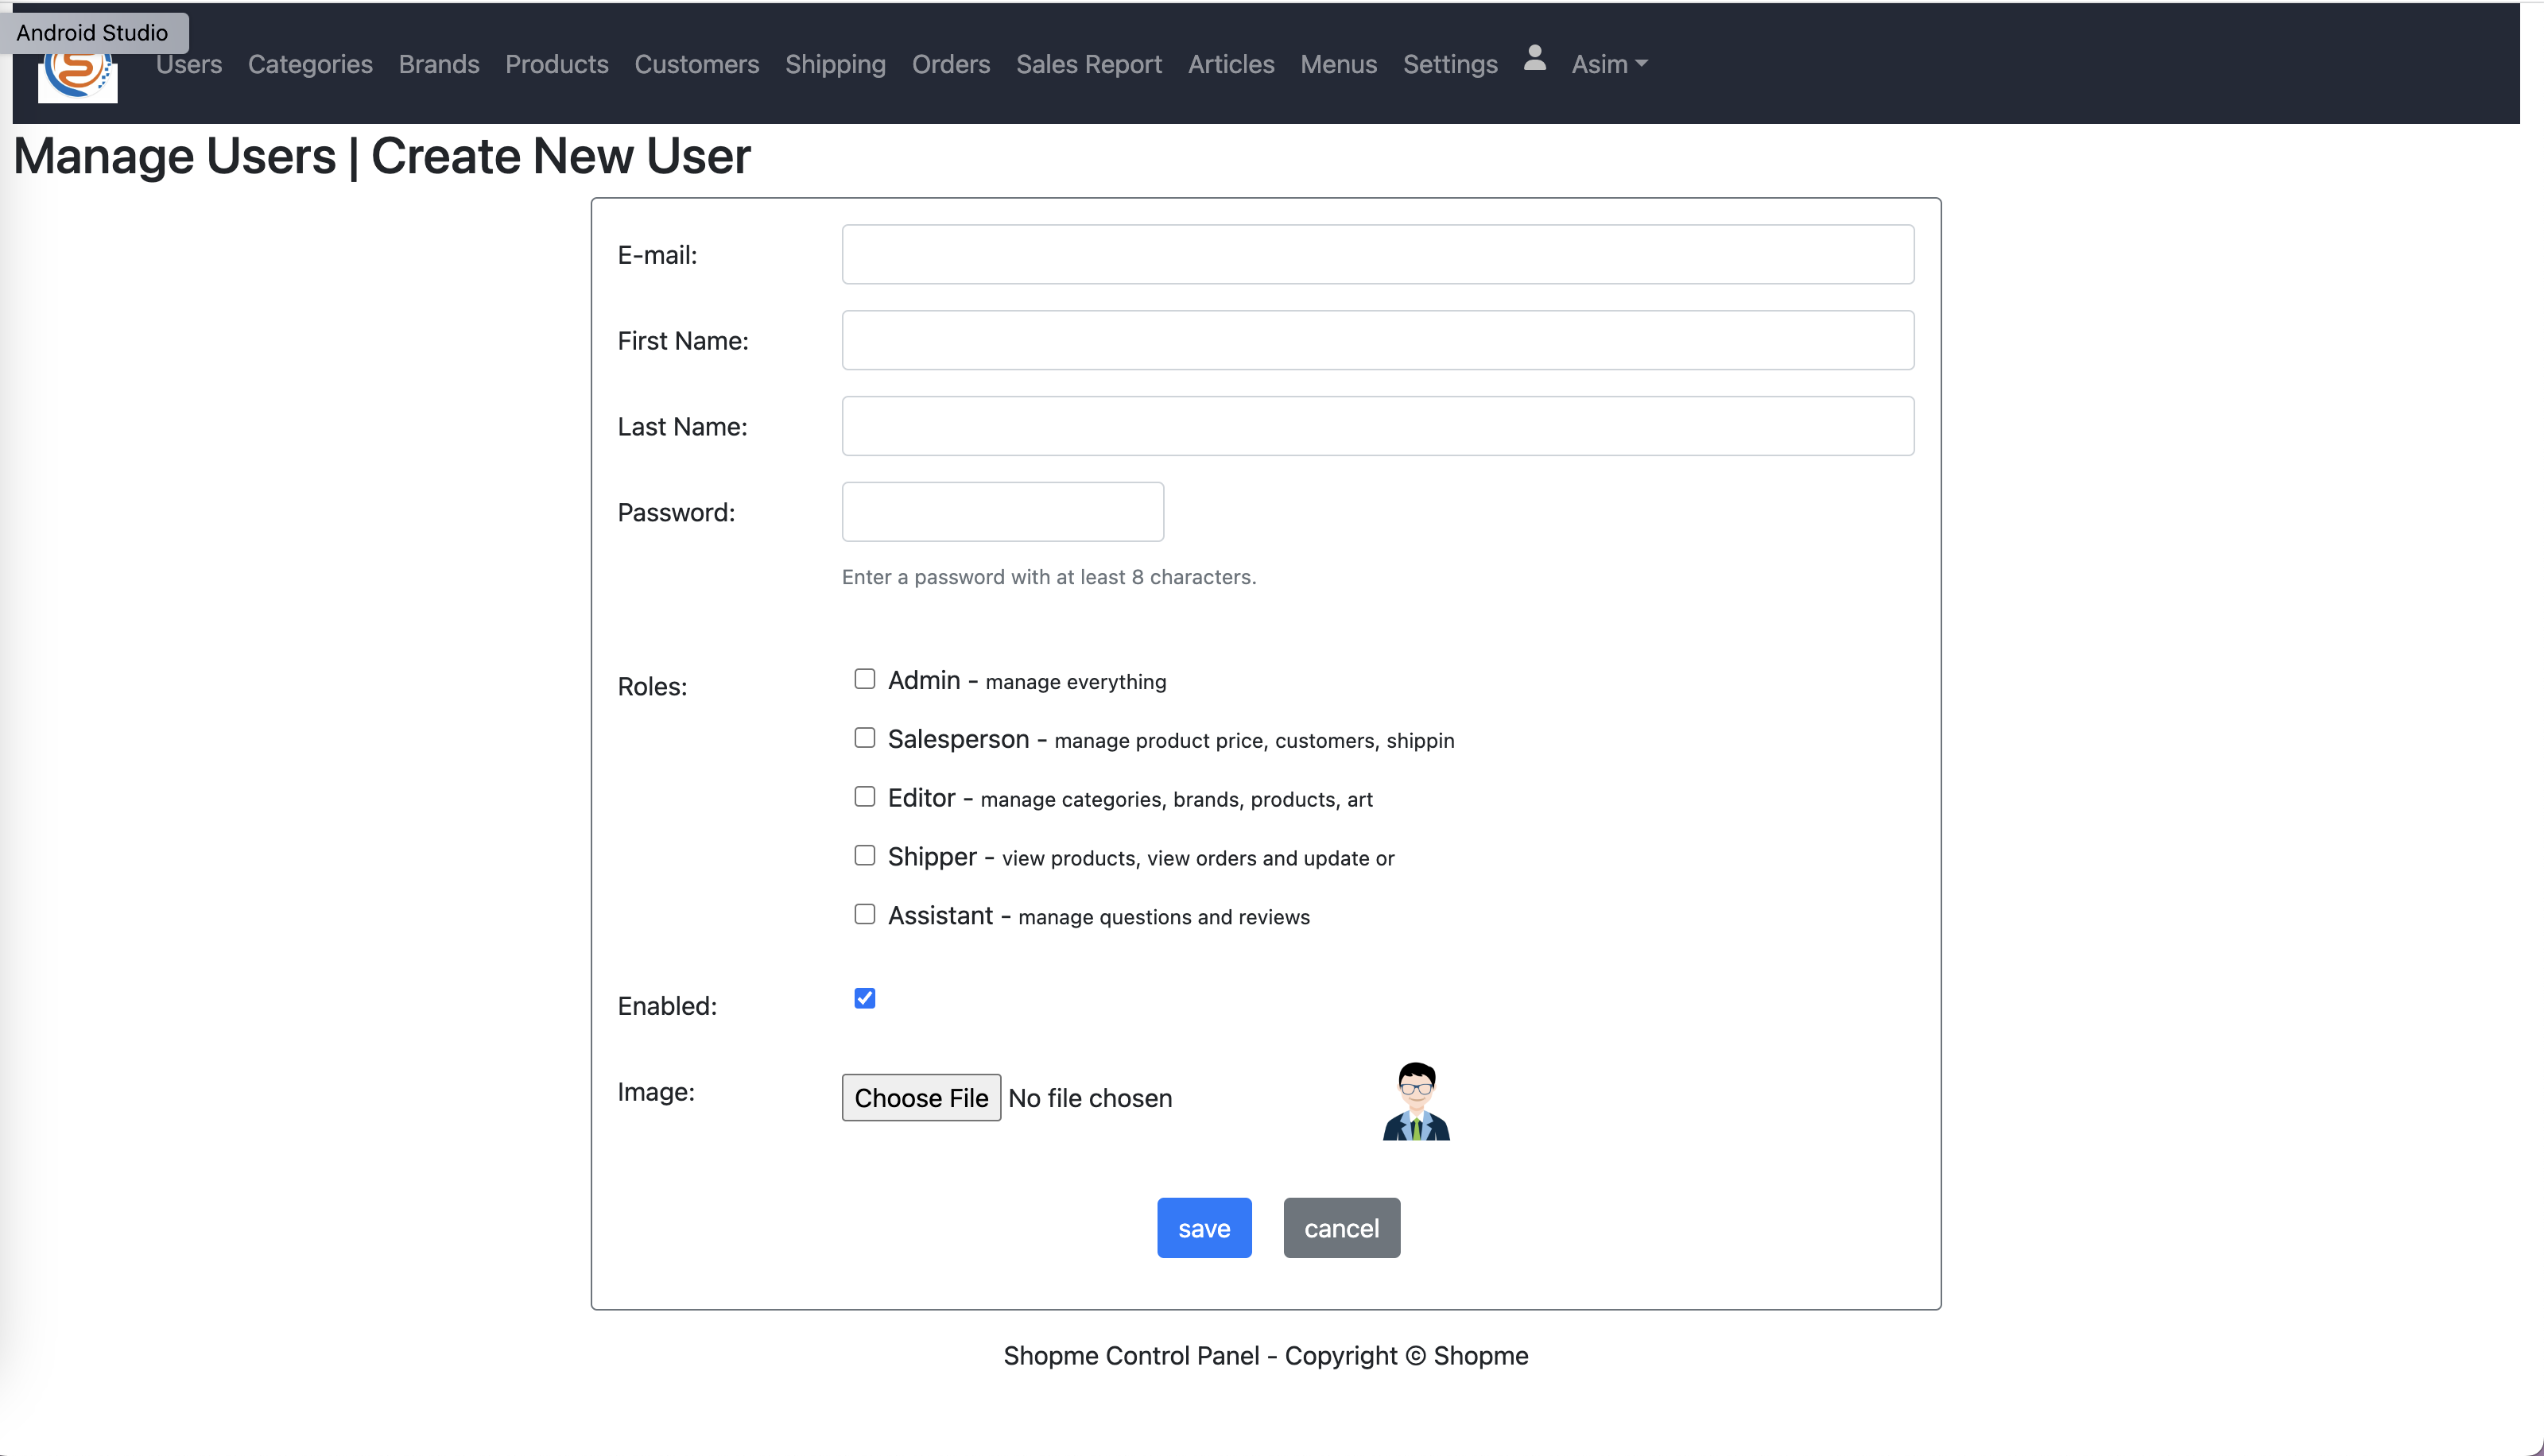 Android Studio
Users Categories Brands Products Customers Shipping Orders Sales Report Articles Menus Settings Asim
Manage Users | Create New User
E-mail:
First Name:
Last Name:
Password:
Enter a password with at least 8 characters.
Roles:
Admin - manage everything
Salesperson - manage product price, customers, shippin
Editor - manage categories, brands, products, art
Shipper - view products, view orders and update or
Assistant - manage questions and reviews
Enabled:
Image: Choose File No file chosen
save cancel
Shopme Control Panel - Copyright © Shopme